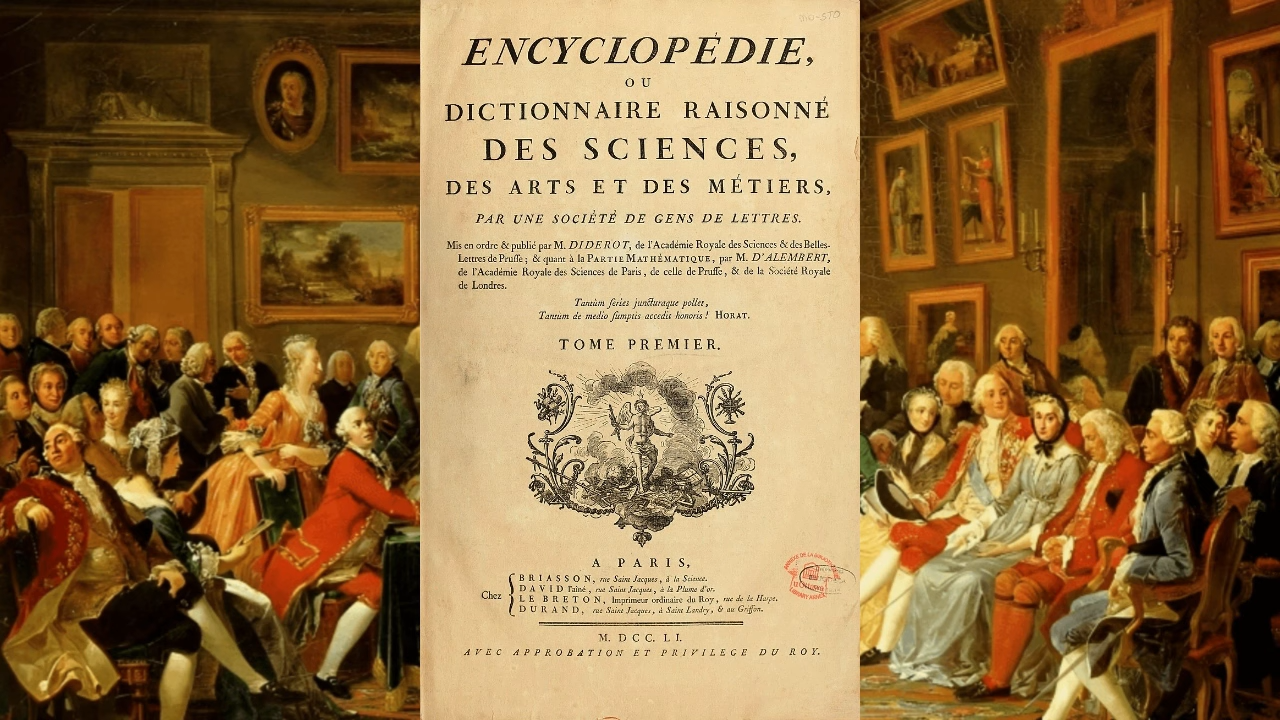 ENCYCLOPÉDIE,
OU
DICTIONNAIRE RAISONNÉ
DES SCIENCES,
DES ARTS ET DES MÉTIERS,
PAR UNE SOCIÉTÉ DE GENS DE LETTRES.
Mis en ordre & publié par M. DIDEROT, de l'Académie Royale des Sciences & des Belles-
Lettres de Prusse; & quant à la PARTIE MATHÉMATIQUE, par M. D'ALEMBERT,
de l'Académie Royale des Sciences de Paris, de celle de Prusse, & de la Société Royale
de Londres.
Tantùm series juncturaque pollet,
Tantùm de medio sumptis accedit honoris! HORAT.
TOME PREMIER.
A PARIS,
Chez
BRIASSON, rue Saint Jacques, à la Science.
DAVID l'aîné, rue Saint Jacques, à la Plume d'or.
LE BRETON, Imprimeur ordinaire du Roy, rue de la Harpe.
DURAND, rue Saint Jacques, à Saint Landry, & au Griffon.
M. DCC. LI.
AVEC APPROBATION ET PRIVILEGE DU ROY.